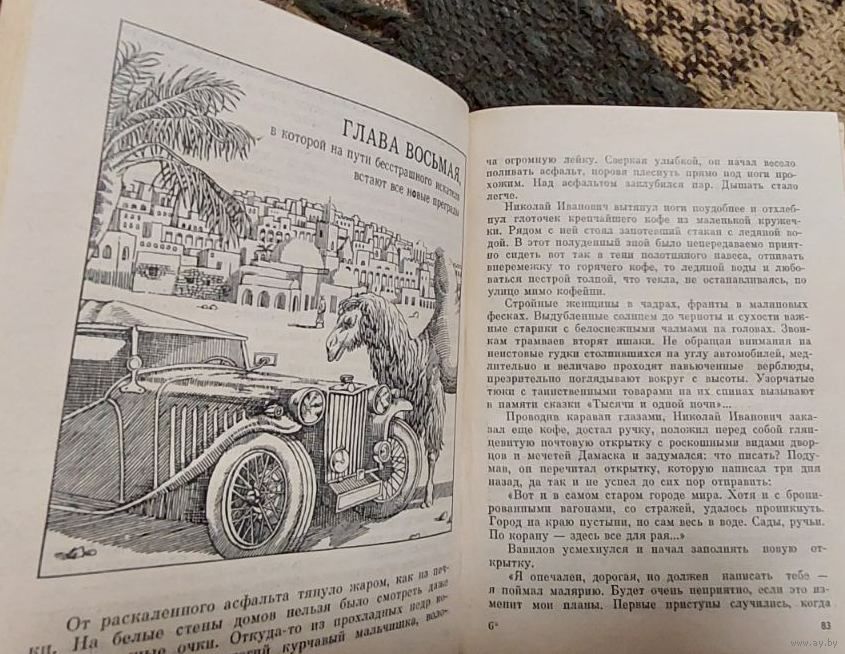 ГЛАВА ВОСЬМАЯ,
в которой на пути бесстрашного искателя
встают все новые преграды
От раскаленного асфальта тянуло жаром, как из печ-
ки. На белые стены домов нельзя было смотреть даже
очки. Откуда-то из прохладных недр ко-
курчавый мальчишка, воло-
ча огромную лейку. Сверкая улыбкой, он начал весело
поливать асфальт, норовя плеснуть прямо под ноги про-
хожим. Над асфальтом заклубился пар. Дышать стало
легче.
Николай Иванович вытянул ноги поудобнее и отхлеб-
нул глоточек крепчайшего кофе из маленькой кружеч-
ки. Рядом с ней стоял запотевший стакан с ледяной во-
дой. В этот полуденный зной было непередаваемо прият-
но сидеть вот так в тени полотняного навеса, отпивать
вперемежку то горячего кофе, то ледяной воды и любо-
ваться пестрой толпой, что текла, не останавливаясь, по
улице мимо кофейни.
Стройные женщины в чадрах, франты в малиновых
фесках. Выдубленные солнцем до черноты и сухости важ-
ные старики с белоснежными чалмами на головах. Звон-
кам трамваев вторят ишаки. Не обращая внимания на
неистовые гудки столпившихся на углу автомобилей, мед-
лительно и величаво проходят навьюченные верблюды,
презрительно поглядывают вокруг с высоты. Узорчатые
тюки с таинственными товарами на их спинах вызывают
в памяти сказки «Тысячи и одной ночи»...
Проводив караван глазами, Николай Иванович зака-
зал еще кофе, достал ручку, положил перед собой глян-
цевитую почтовую открытку с роскошными видами двор-
цов и мечетей Дамаска и задумался: что писать? Поду-
мав, он перечитал открытку, которую написал три дня
назад, да так и не успел до сих пор отправить:
«Вот и в самом старом городе мира. Хотя и с брони-
рованными вагонами, со стражей, удалось проникнуть.
Город на краю пустыни, но сам весь в воде. Сады, ручьи.
По корану — здесь все для рая...»
Вавилов усмехнулся и начал заполнять новую от-
крытку.
«Я опечален, дорогая, но должен написать тебе —
я поймал малярию. Будет очень неприятно, если это из-
менит мои планы. Первые приступы случились, когда
6*
83
www.ay.by